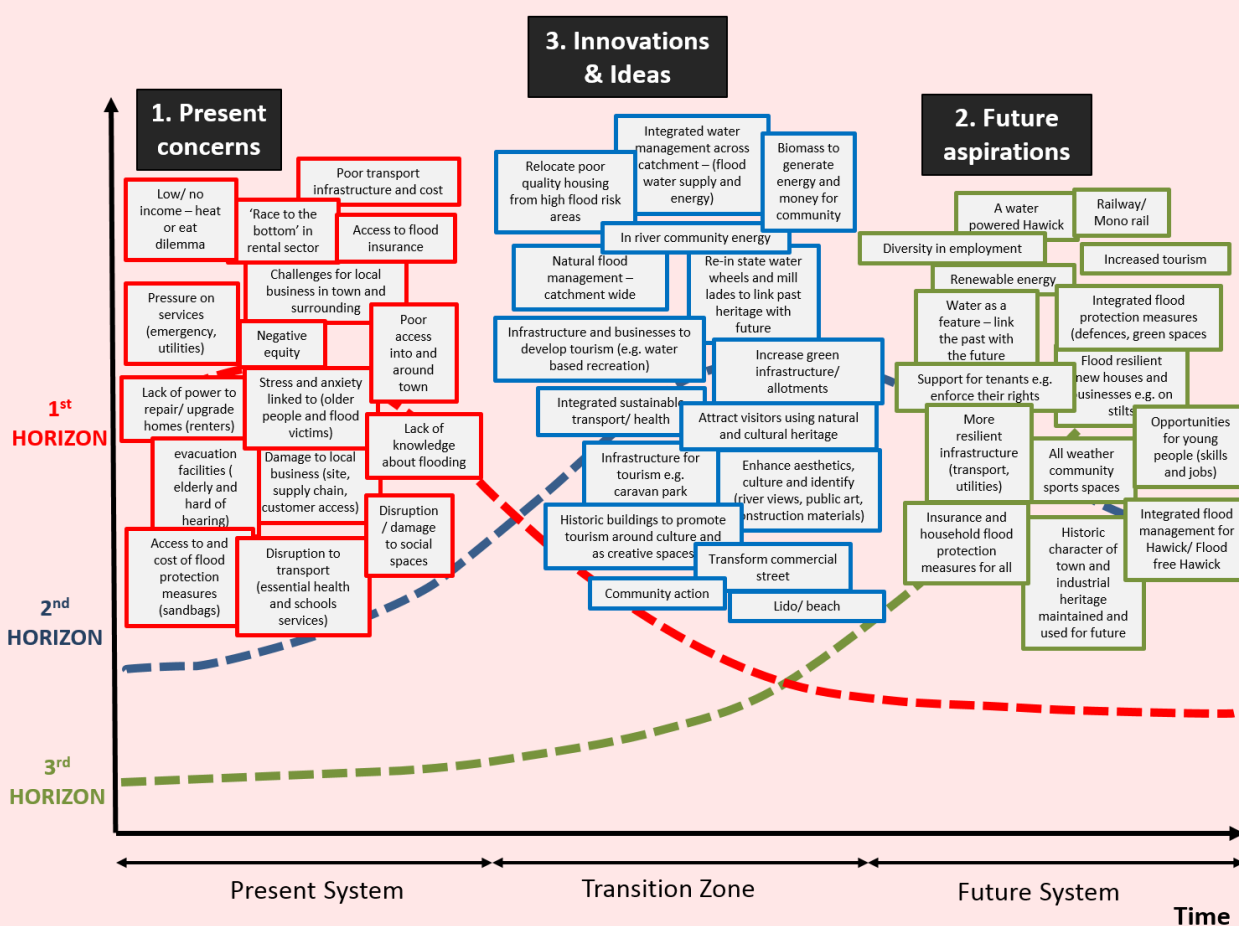 3. Innovations
& Ideas
1. Present
concerns
2. Future
aspirations
Poor transport
infrastructure and cost
Low/ no
income – heat
or eat
dilemma
‘Race to the
bottom’ in
rental sector
Access to flood
insurance
Challenges for local
business in town and
surrounding
Pressure on
services
(emergency,
utilities)
Negative
equity
Poor
access
into and
around
town
Lack of power to
repair/ upgrade
homes (renters)
Stress and anxiety
linked to (older
people and flood
victims)
Lack of
knowledge
about flooding
evacuation
facilities (
elderly and
hard of
hearing)
Damage to local
business (site,
supply chain,
customer access)
Disruption
/ damage
to social
spaces
Access to and
cost of flood
protection
measures
(sandbags)
Disruption to
transport
(essential health
and schools
services)
Integrated water
management across
catchment – (flood
water supply and
energy)
Relocate poor
quality housing
from high flood risk
areas
Biomass to
generate
energy and
money for
community
In river community energy
Natural flood
management –
catchment wide
Re-in state water
wheels and mill
lades to link past
heritage with
future
Infrastructure and businesses to
develop tourism (e.g. water
based recreation)
Increase green
infrastructure/
allotments
Integrated sustainable
transport/ health
Attract visitors using natural
and cultural heritage
Infrastructure for
tourism e.g.
caravan park
Enhance aesthetics,
culture and identify
(river views, public art,
construction materials)
Historic buildings to promote
tourism around culture and
as creative spaces
Transform commercial
street
Community action
Lido/ beach
A water
powered Hawick
Railway/
Mono rail
Diversity in employment
Increased tourism
Renewable energy
Water as a
feature – link
the past with
the future
Integrated flood
protection measures
(defences, green spaces
Flood resilient
new houses and
businesses e.g. on
stilts
Support for tenants e.g.
enforce their rights
More
resilient
infrastructure
(transport,
utilities)
All weather
community
sports spaces
Opportunities
for young
people (skills
and jobs)
Insurance and
household flood
protection
measures for all
Historic
character of
town and
industrial
heritage
maintained and
used for future
Integrated flood
management for
Hawick/ Flood
free Hawick
1st
HORIZON
2nd
HORIZON
3rd
HORIZON
Present System
Transition Zone
Future System
Time